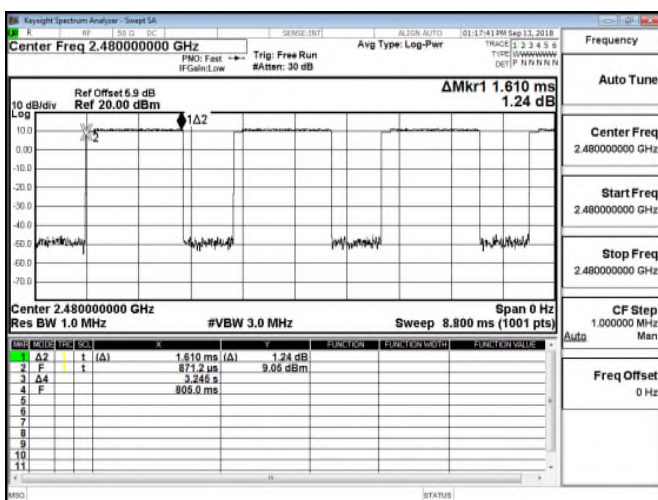 Keysight Spectrum Analyzer - Swept SA
R RF 50 Ω DC SENSE:INT ALIGN AUTO 01:17:41 PM Sep 13, 2018
Center Freq 2.480000000 GHz
PNO: Fast
IFGain:Low
Trig: Free Run
#Atten: 30 dB
Avg Type: Log-Pwr
TRACE 1 2 3 4 5 6
TYPE WWWWWW
DET P N N N N N
Frequency
Auto Tune
Center Freq
2.480000000 GHz
Start Freq
2.480000000 GHz
Stop Freq
2.480000000 GHz
CF Step
1.000000 MHz
Auto Man
Freq Offset
0 Hz
Ref Offset 6.9 dB
10 dB/div Ref 20.00 dBm
ΔMkr1 1.610 ms
1.24 dB
Log
10.0
0.00
-10.0
-20.0
-30.0
-40.0
-50.0
-60.0
-70.0
1Δ2
2
Center 2.480000000 GHz Span 0 Hz
Res BW 1.0 MHz #VBW 3.0 MHz Sweep 8.800 ms (1001 pts)
MKR MODE TRC SCL X Y FUNCTION FUNCTION WIDTH FUNCTION VALUE
1 Δ2 1 t (Δ) 1.610 ms (Δ) 1.24 dB
2 F 1 t 871.2 µs 9.05 dBm
3 Δ4 3.246 s
4 F 805.0 ms
5
6
7
8
9
10
11
MSG STATUS